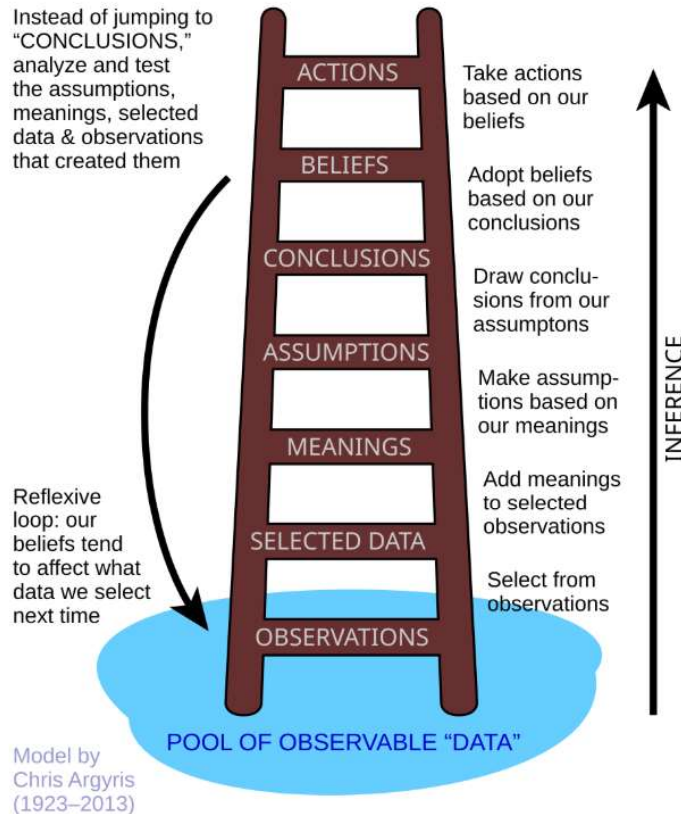 Instead of jumping to
“CONCLUSIONS,”
analyze and test
the assumptions,
meanings, selected
data & observations
that created them
ACTIONS
Take actions
based on our
beliefs
BELIEFS
Adopt beliefs
based on our
conclusions
CONCLUSIONS
Draw conclu-
sions from our
assumptons
ASSUMPTIONS
Make assump-
tions based on
our meanings
INFERENCE
MEANINGS
Add meanings
to selected
observations
Reflexive
loop: our
beliefs tend
to affect what
data we select
next time
SELECTED DATA
Select from
observations
OBSERVATIONS
POOL OF OBSERVABLE “DATA”
Model by
Chris Argyris
(1923–2013)